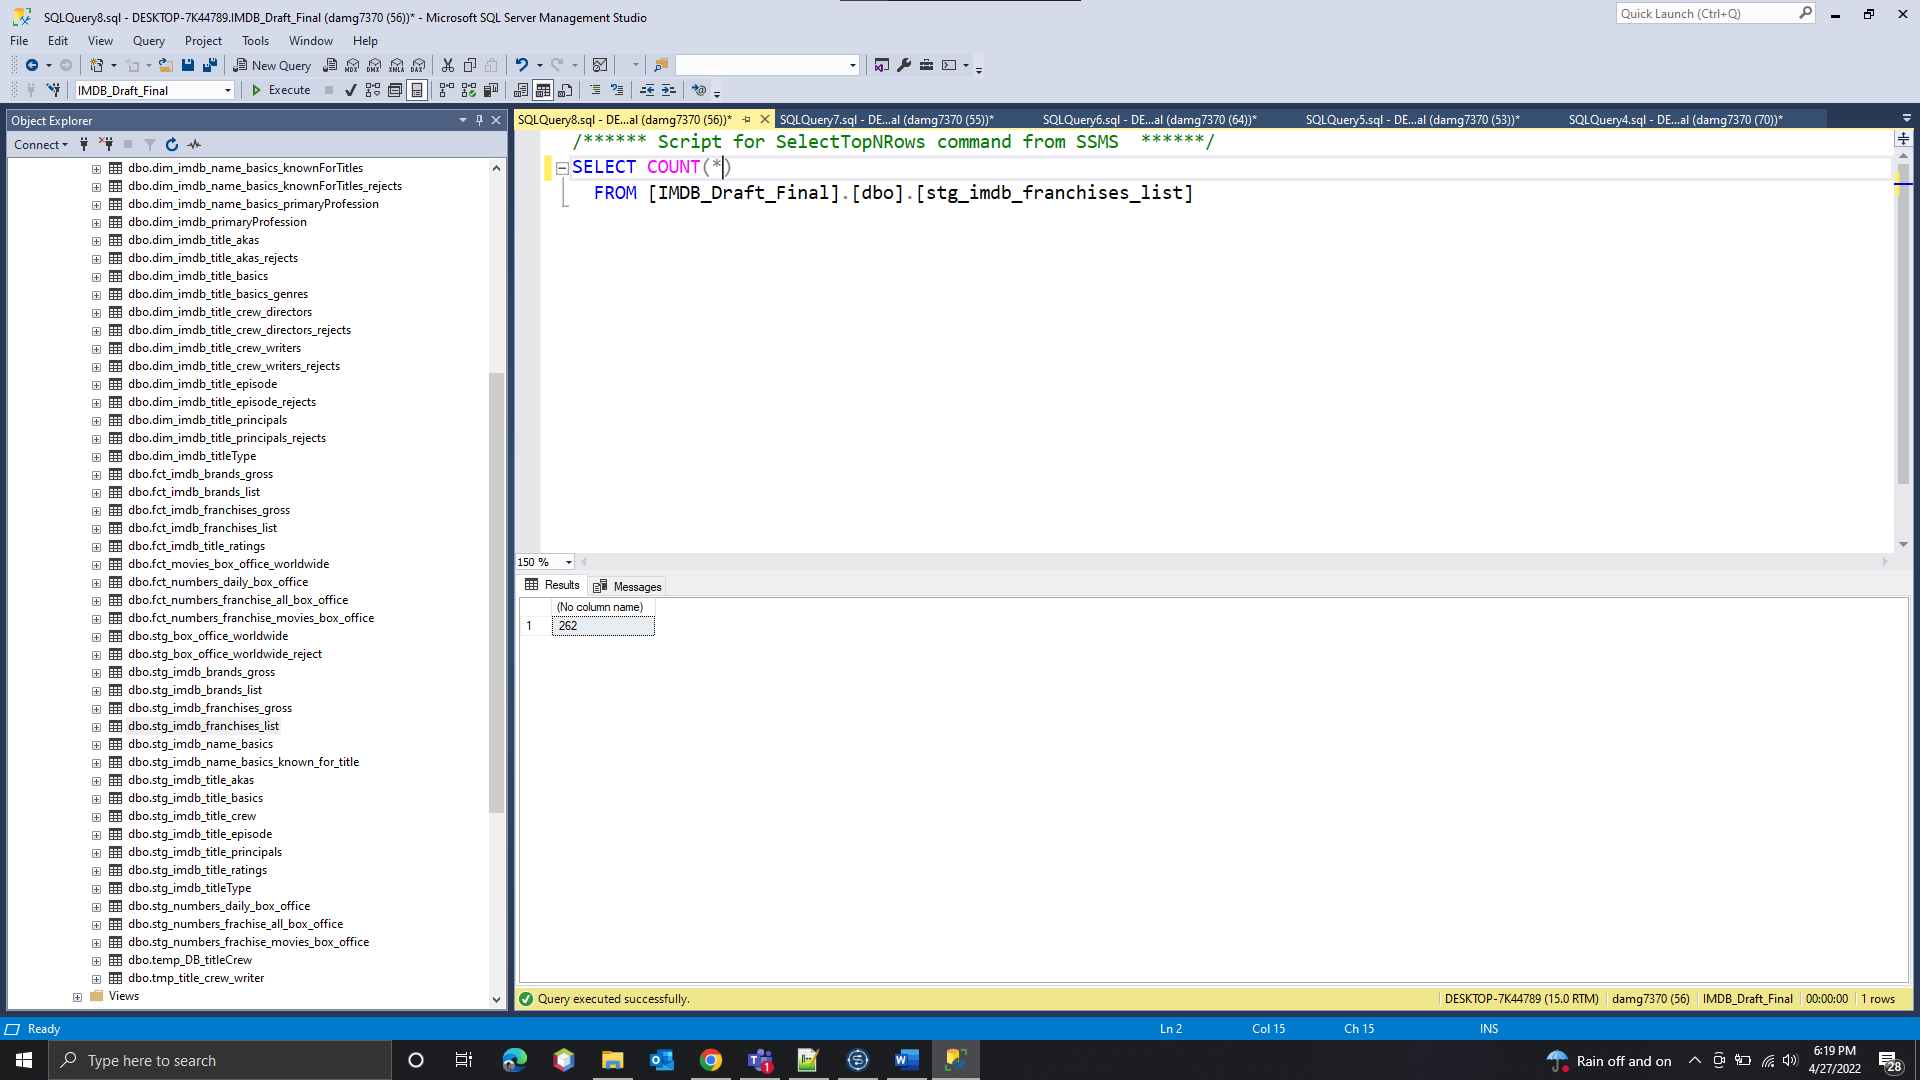 SQLQuery8.sql - DESKTOP-7K44789.IMDB_Draft_Final (damg7370 (56))* - Microsoft SQL Server Management Studio
Quick Launch (Ctrl+Q)
File Edit View Query Project Tools Window Help
New Query
MDX DMX XMLA DAX
IMDB_Draft_Final
Execute
Object Explorer
Connect
dbo.dim_imdb_name_basics_knownForTitles
dbo.dim_imdb_name_basics_knownForTitles_rejects
dbo.dim_imdb_name_basics_primaryProfession
dbo.dim_imdb_primaryProfession
dbo.dim_imdb_title_akas
dbo.dim_imdb_title_akas_rejects
dbo.dim_imdb_title_basics
dbo.dim_imdb_title_basics_genres
dbo.dim_imdb_title_crew_directors
dbo.dim_imdb_title_crew_directors_rejects
dbo.dim_imdb_title_crew_writers
dbo.dim_imdb_title_crew_writers_rejects
dbo.dim_imdb_title_episode
dbo.dim_imdb_title_episode_rejects
dbo.dim_imdb_title_principals
dbo.dim_imdb_title_principals_rejects
dbo.dim_imdb_titleType
dbo.fct_imdb_brands_gross
dbo.fct_imdb_brands_list
dbo.fct_imdb_franchises_gross
dbo.fct_imdb_franchises_list
dbo.fct_imdb_title_ratings
dbo.fct_movies_box_office_worldwide
dbo.fct_numbers_daily_box_office
dbo.fct_numbers_franchise_all_box_office
dbo.fct_numbers_franchise_movies_box_office
dbo.stg_box_office_worldwide
dbo.stg_box_office_worldwide_reject
dbo.stg_imdb_brands_gross
dbo.stg_imdb_brands_list
dbo.stg_imdb_franchises_gross
dbo.stg_imdb_franchises_list
dbo.stg_imdb_name_basics
dbo.stg_imdb_name_basics_known_for_title
dbo.stg_imdb_title_akas
dbo.stg_imdb_title_basics
dbo.stg_imdb_title_crew
dbo.stg_imdb_title_episode
dbo.stg_imdb_title_principals
dbo.stg_imdb_title_ratings
dbo.stg_imdb_titleType
dbo.stg_numbers_daily_box_office
dbo.stg_numbers_frachise_all_box_office
dbo.stg_numbers_frachise_movies_box_office
dbo.temp_DB_titleCrew
dbo.tmp_title_crew_writer
Views
SQLQuery8.sql - DE...al (damg7370 (56))* SQLQuery7.sql - DE...al (damg7370 (55))* SQLQuery6.sql - DE...al (damg7370 (64))* SQLQuery5.sql - DE...al (damg7370 (53))* SQLQuery4.sql - DE...al (damg7370 (70))*
/****** Script for SelectTopNRows command from SSMS ******/
SELECT COUNT(*)
FROM [IMDB_Draft_Final].[dbo].[stg_imdb_franchises_list]
150 %
Results Messages
(No column name)
1 262
Query executed successfully.
DESKTOP-7K44789 (15.0 RTM) damg7370 (56) IMDB_Draft_Final 00:00:00 1 rows
Ready Ln 2 Col 15 Ch 15 INS
Type here to search
1
Rain off and on
6:19 PM
4/27/2022
28